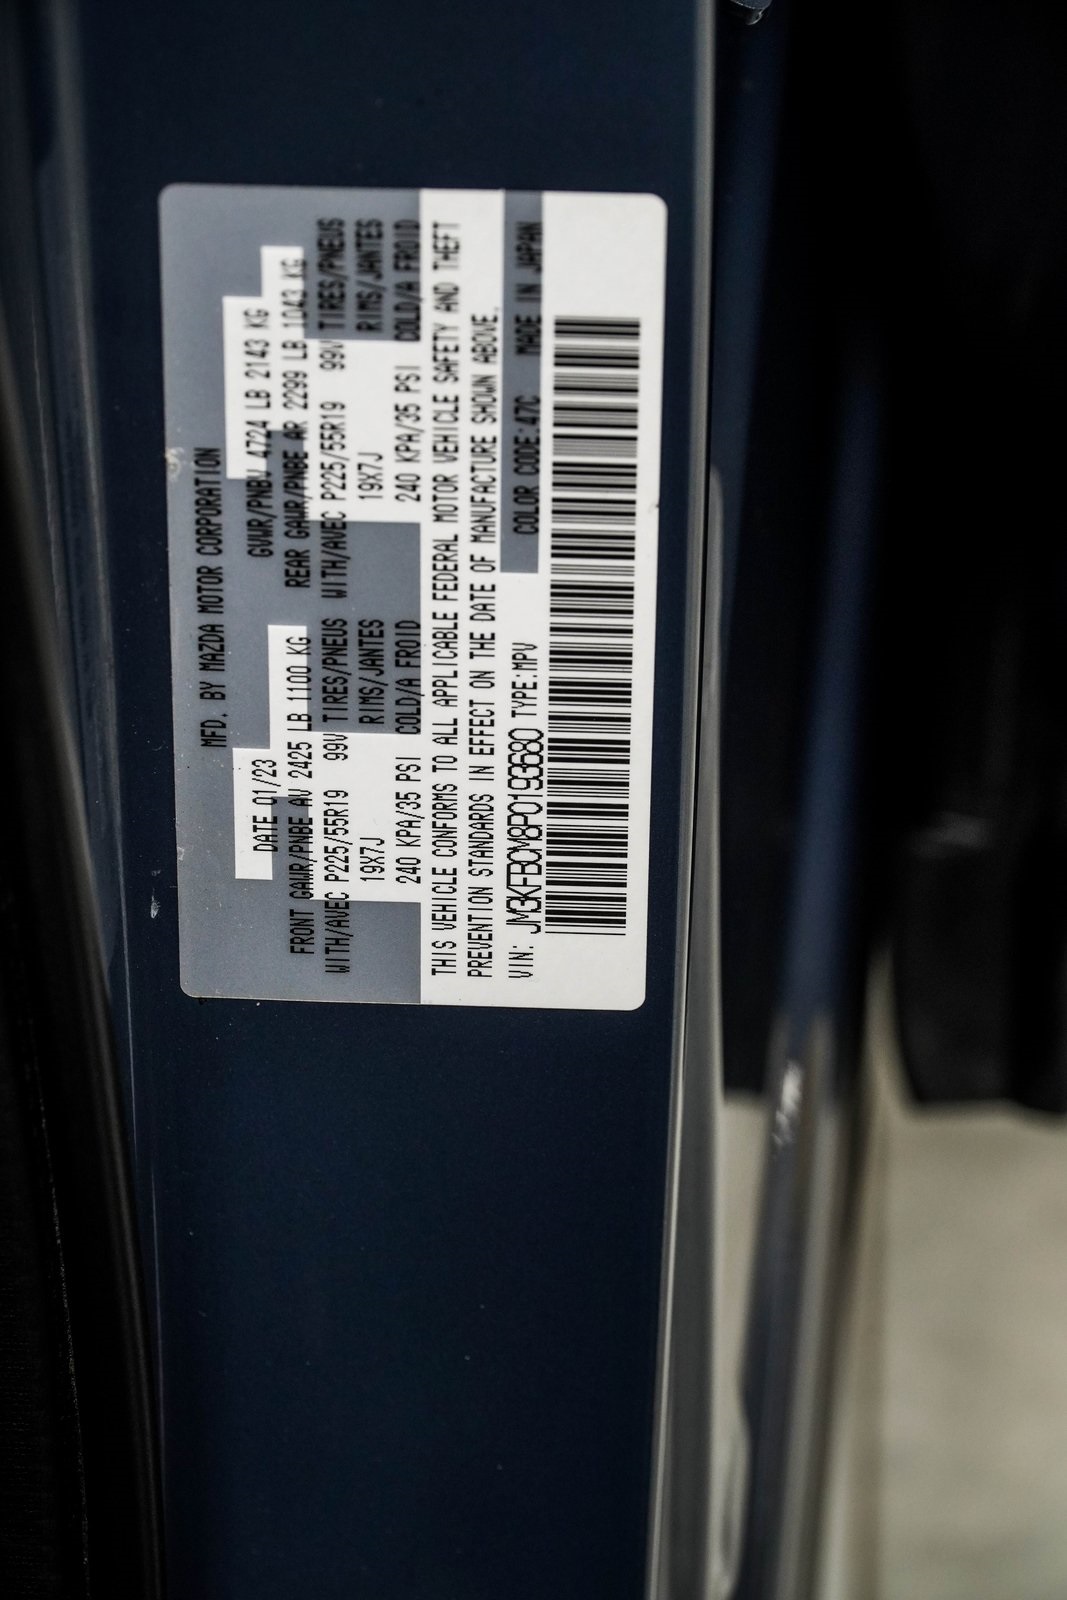 MFD. BY MAZDA MOTOR CORPORATION
DATE 01/23 GVWR/PNBV 4724 LB 2143 KG
FRONT GAWR/PNBE AV 2425 LB 1100 KG REAR GAWR/PNBE AR 2299 LB 1043 KG
WITH/AVEC P225/55R19 99V TIRES/PNEUS WITH/AVEC P225/55R19 99V TIRES/PNEUS
19X7J RIMS/JANTES 19X7J RIMS/JANTES
240 KPA/35 PSI COLD/A FROID 240 KPA/35 PSI COLD/A FROID
THIS VEHICLE CONFORMS TO ALL APPLICABLE FEDERAL MOTOR VEHICLE SAFETY AND THEFT
PREVENTION STANDARDS IN EFFECT ON THE DATE OF MANUFACTURE SHOWN ABOVE.
VIN: JM3KFBCM8P0193680 TYPE:MPV COLOR CODE:47C MADE IN JAPAN